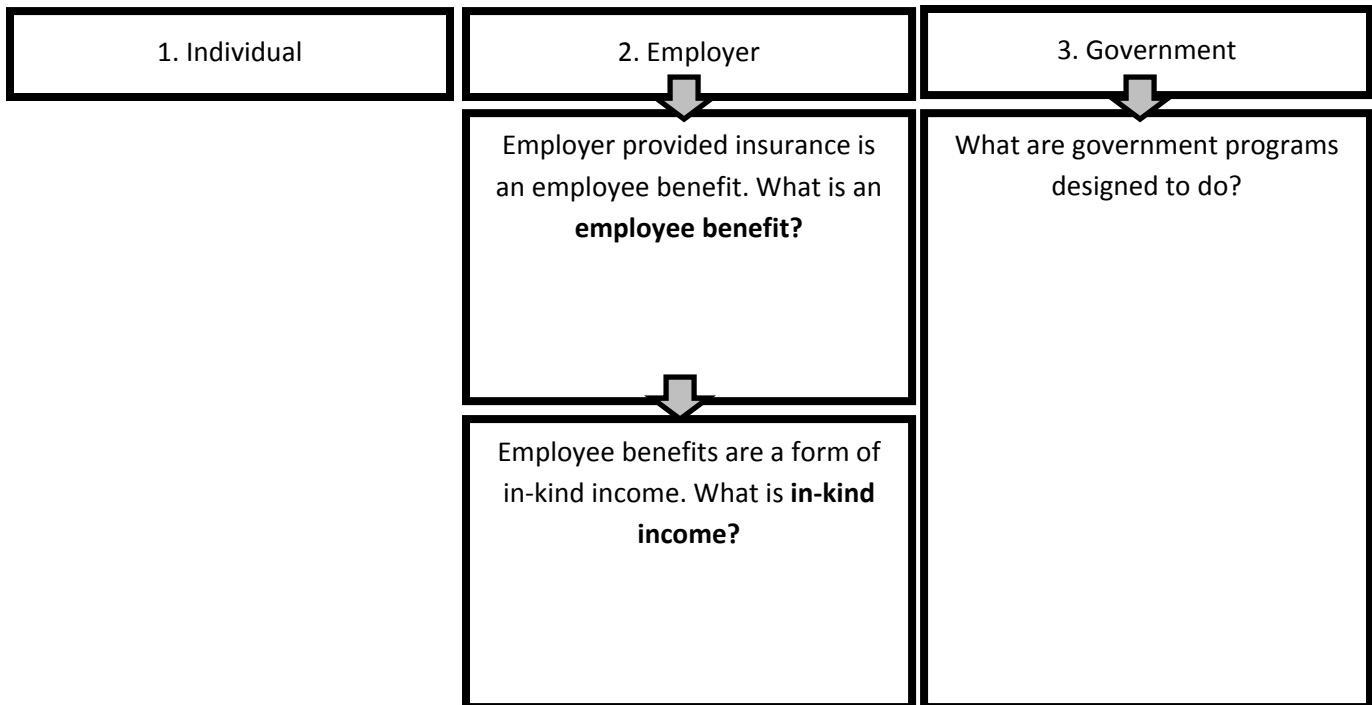 1. Individual
2. Employer
3. Government
Employer provided insurance is
an employee benefit. What is an
employee benefit?
Employee benefits are a form of
in-kind income. What is in-kind
income?
What are government programs
designed to do?